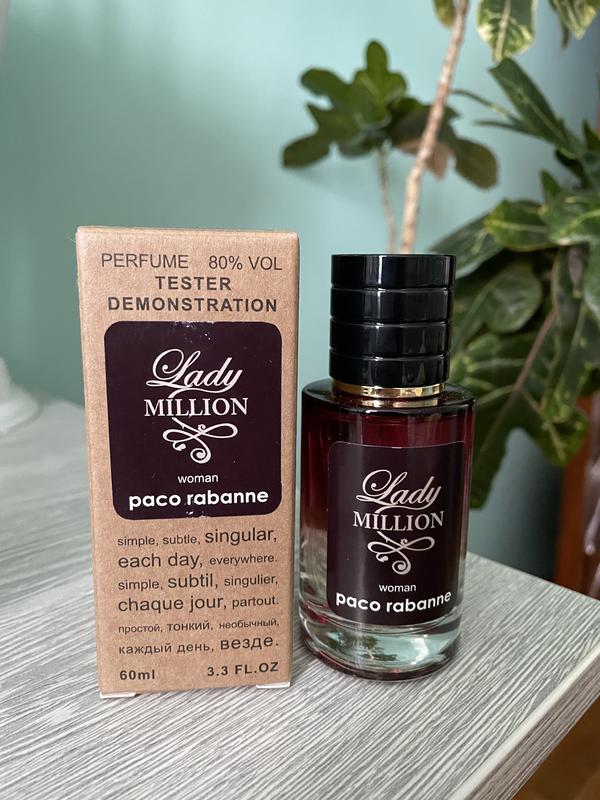 PERFUME 80% VOL
TESTER
DEMONSTRATION
Lady
MILLION
woman
paco rabanne
simple, subtle, singular,
each day, everywhere.
simple, subtil, singulier,
chaque jour, partout.
простой, тонкий, необычный,
каждый день, везде.
60ml 3.3 FL.OZ
Lady
MILLION
woman
paco rabanne